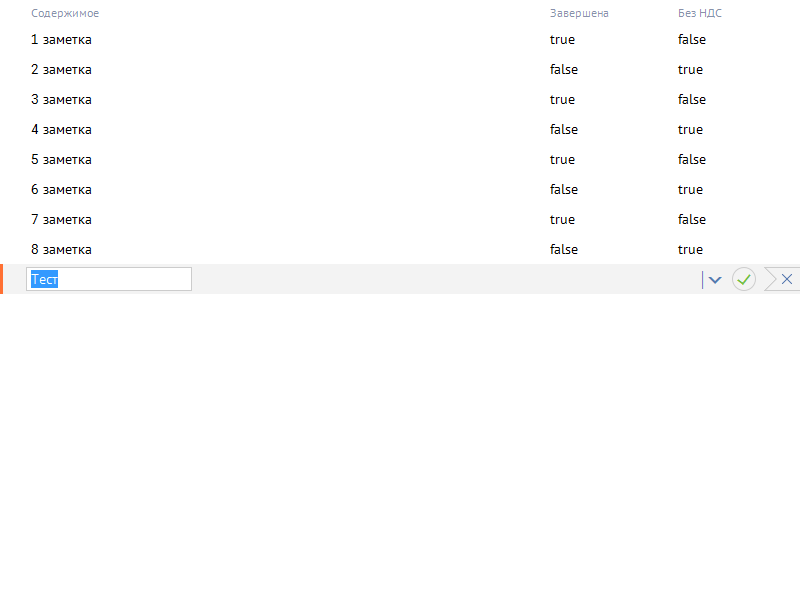 Содержимое Завершена Без НДС
1 заметка true false
2 заметка false true
3 заметка true false
4 заметка false true
5 заметка true false
6 заметка false true
7 заметка true false
8 заметка false true
Тест